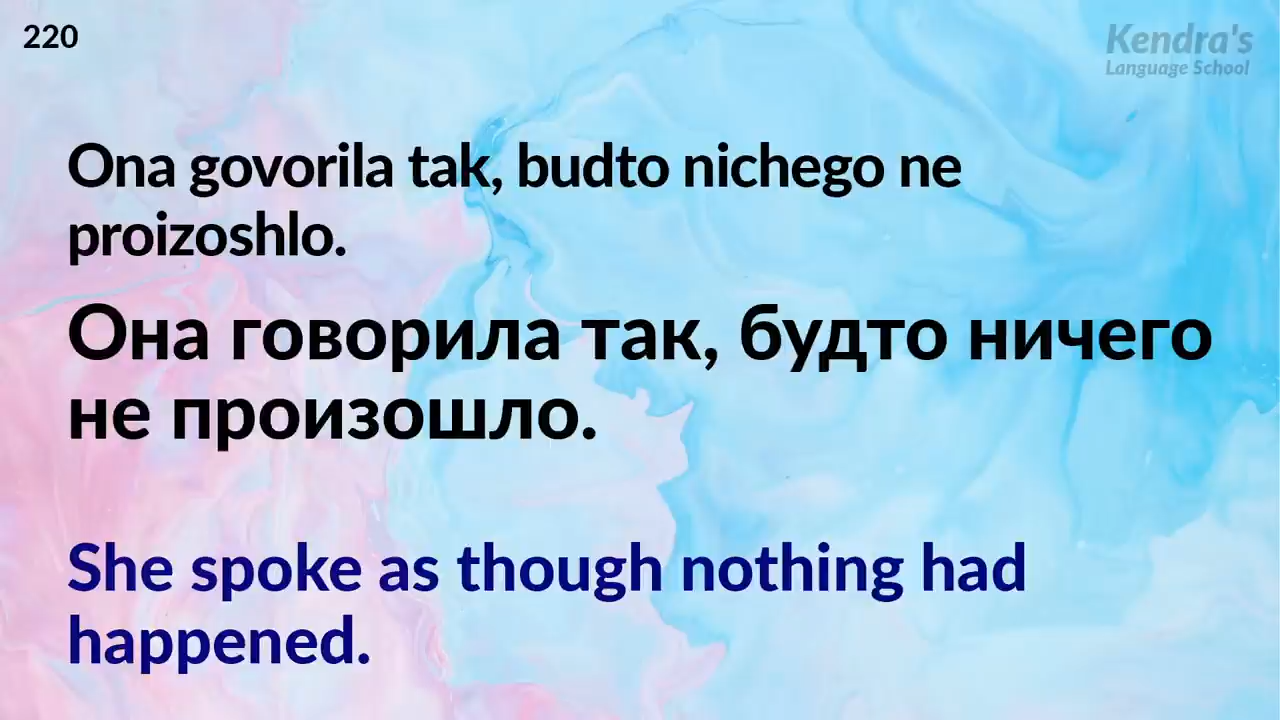 220
Kendra's
Language School
Ona govorila tak, budto nichego ne
proizoshlo.
Она говорила так, будто ничего
не произошло.
She spoke as though nothing had
happened.